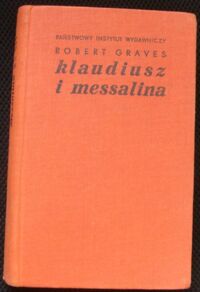 PAŃSTWOWY INSTYTUT WYDAWNICZY
ROBERT GRAVES
klaudiusz
i messalina